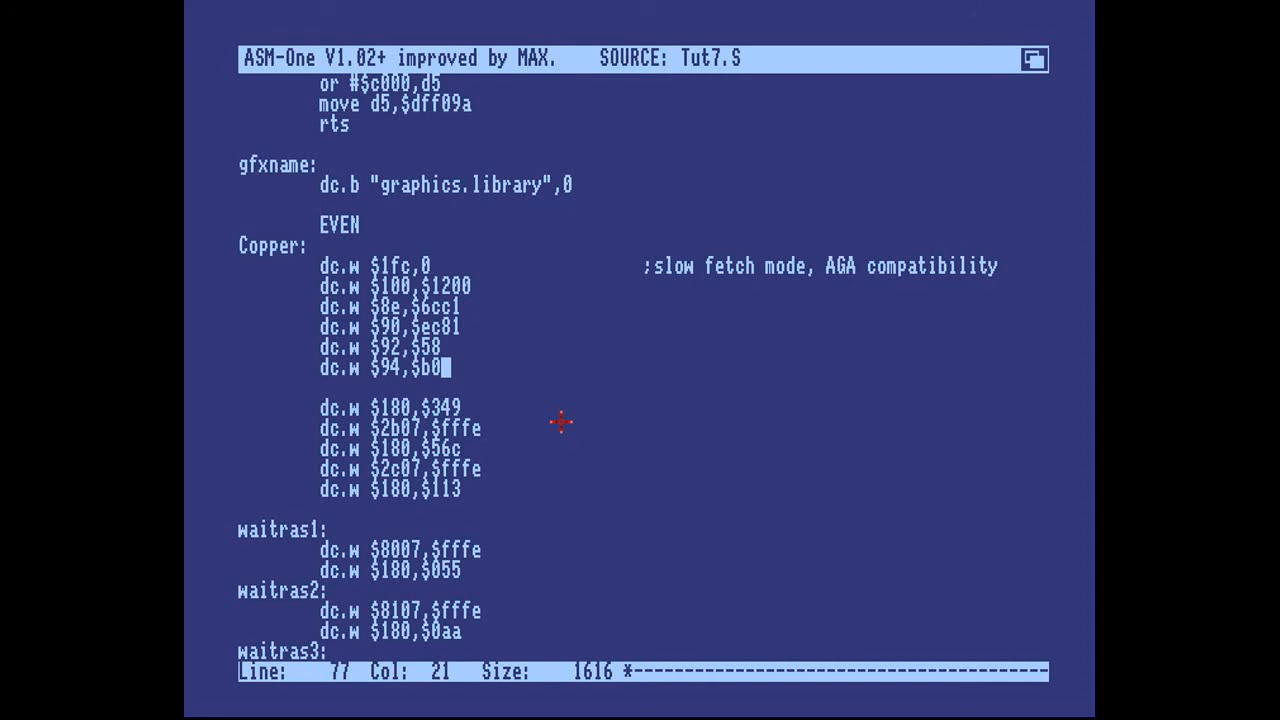 ASM-One V1.02+ improved by MAX. SOURCE: Tut7.S
or #$c000,d5
move d5,$dff09a
rts
gfxname:
dc.b "graphics.library",0
EVEN
Copper:
dc.w $1fc,0 ;slow fetch mode, AGA compatibility
dc.w $100,$1200
dc.w $8e,$6cc1
dc.w $90,$ec81
dc.w $92,$58
dc.w $94,$b0
dc.w $180,$349
dc.w $2b07,$fffe
dc.w $180,$56c
dc.w $2c07,$fffe
dc.w $180,$113
waitras1:
dc.w $8007,$fffe
dc.w $180,$055
waitras2:
dc.w $8107,$fffe
dc.w $180,$0aa
waitras3:
Line: 77 Col: 21 Size: 1616 *-----------------------------------------